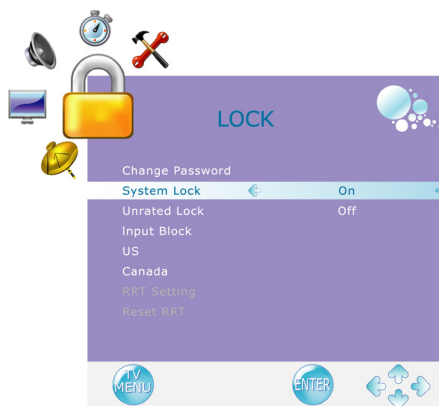 LOCK
Change Password
System Lock On
Unrated Lock Off
Input Block
US
Canada
RRT Setting
Reset RRT
TV
MENU
ENTER